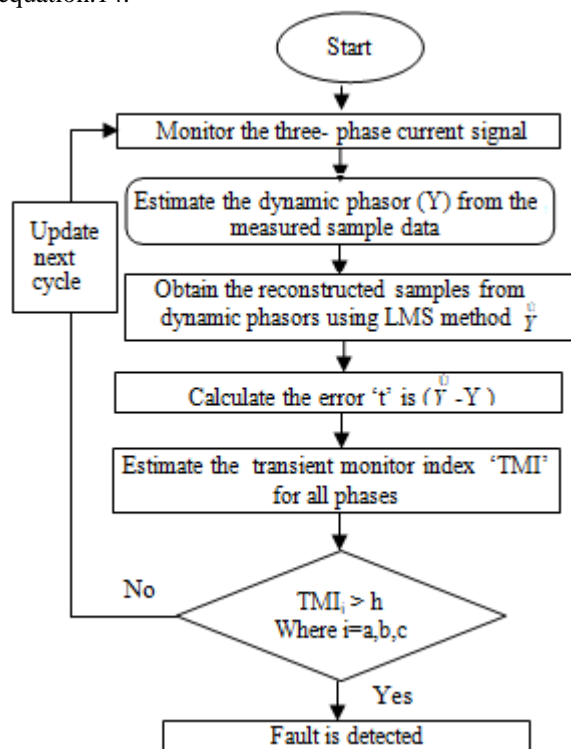 equation.14.
Start
Monitor the three- phase current signal
Estimate the dynamic phasor (Y) from the
measured sample data
Update
next
cycle
Obtain the reconstructed samples from
dynamic phasors using LMS method Y
Calculate the error ‘t’ is ( Y -Y )
Estimate the transient monitor index ‘TMI’
for all phases
No
TMIi > h
Where i=a,b,c
Yes
Fault is detected